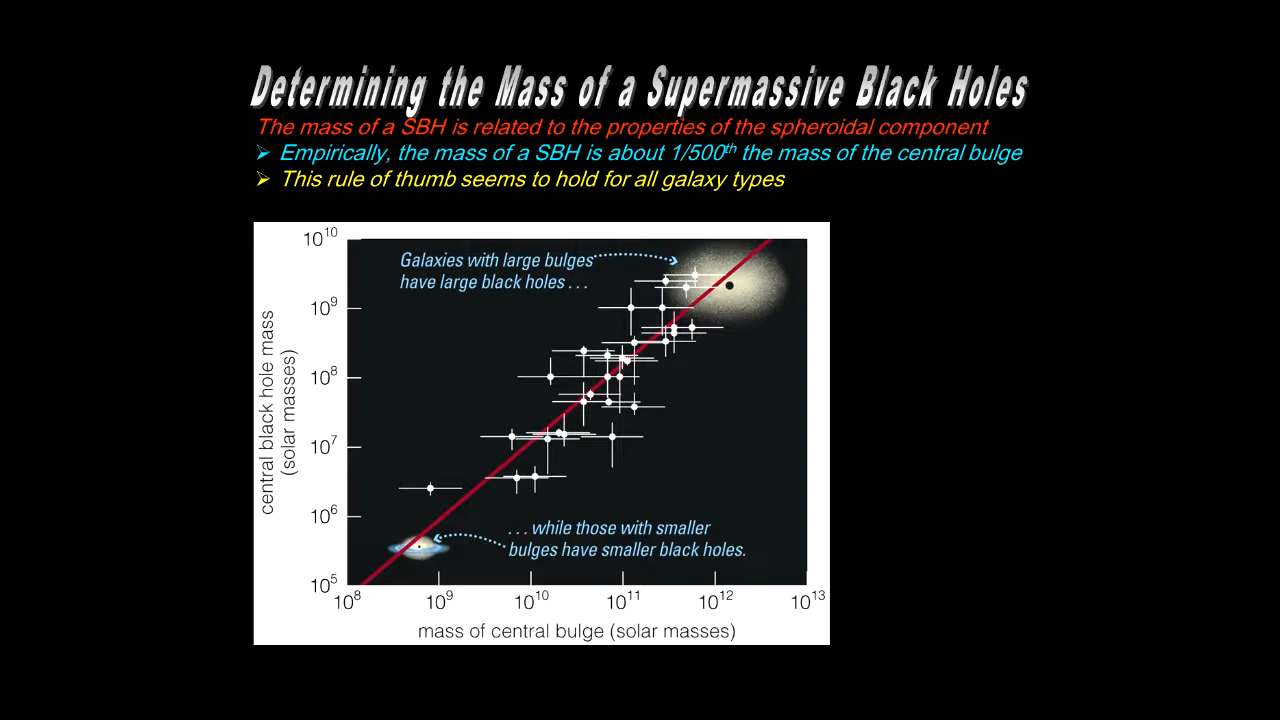 Determining the Mass of a Supermassive Black Holes
The mass of a SBH is related to the properties of the spheroidal component
➢ Empirically, the mass of a SBH is about 1/500th the mass of the central bulge
➢ This rule of thumb seems to hold for all galaxy types
central black hole mass
(solar masses)
10^10
10^9
10^8
10^7
10^6
10^5
Galaxies with large bulges
have large black holes . . .
. . . while those with smaller
bulges have smaller black holes.
10^8 10^9 10^10 10^11 10^12 10^13
mass of central bulge (solar masses)